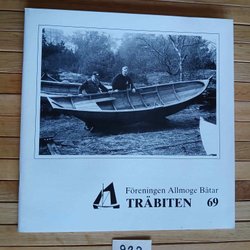 Föreningen Allmoge Båtar
TRÄBITEN 69